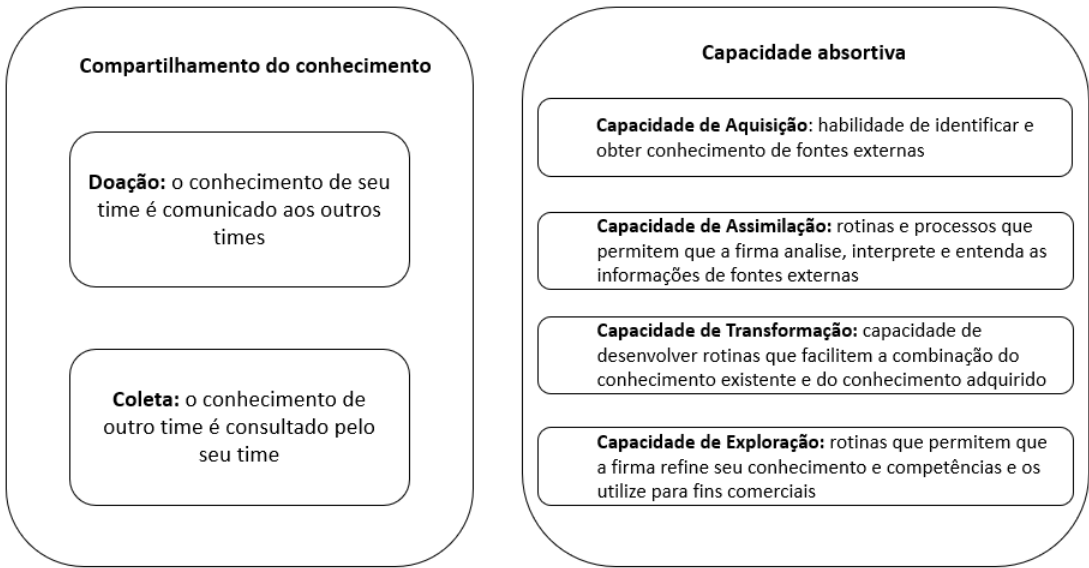 Compartilhamento do conhecimento
Doação: o conhecimento de seu
time é comunicado aos outros
times
Coleta: o conhecimento de
outro time é consultado pelo
seu time
Capacidade absortiva
Capacidade de Aquisição: habilidade de identificar e
obter conhecimento de fontes externas
Capacidade de Assimilação: rotinas e processos que
permitem que a firma analise, interprete e entenda as
informações de fontes externas
Capacidade de Transformação: capacidade de
desenvolver rotinas que facilitem a combinação do
conhecimento existente e do conhecimento adquirido
Capacidade de Exploração: rotinas que permitem que
a firma refine seu conhecimento e competências e os
utilize para fins comerciais